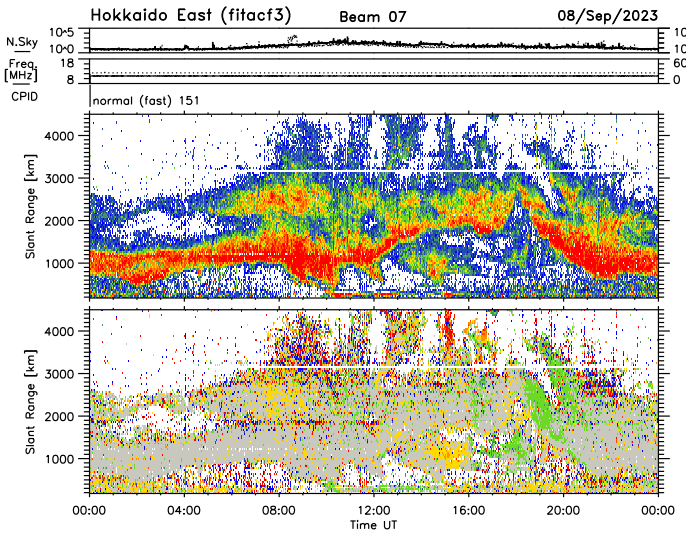 Hokkaido East (fitacf3) Beam 07 08/Sep/2023
N.Sky 10^5 10^0 10 10
Freq. [MHz] 18 8 60 0
CPID normal (fast) 151
Slant Range [km] 4000 3000 2000 1000
Slant Range [km] 4000 3000 2000 1000
00:00 04:00 08:00 12:00 16:00 20:00 00:00
Time UT